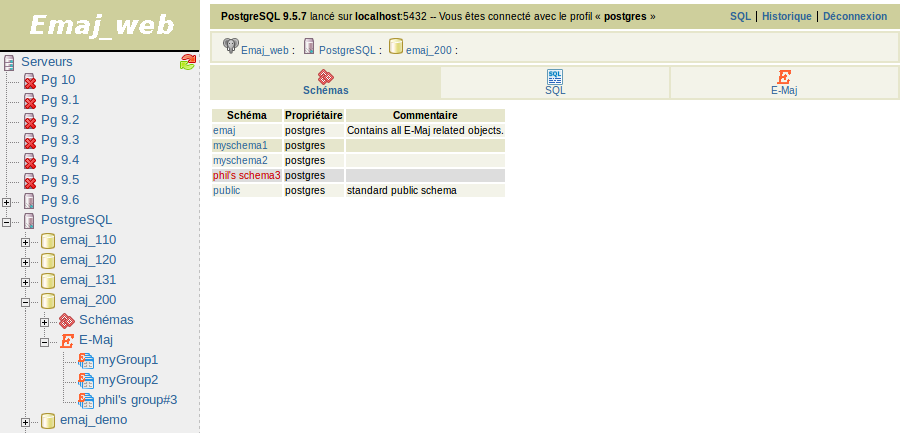 Emaj_web
Serveurs
Pg 10
Pg 9.1
Pg 9.2
Pg 9.3
Pg 9.4
Pg 9.5
Pg 9.6
PostgreSQL
emaj_110
emaj_120
emaj_131
emaj_200
Schémas
E-Maj
myGroup1
myGroup2
phil's group#3
emaj_demo
PostgreSQL 9.5.7 lancé sur localhost:5432 -- Vous êtes connecté avec le profil « postgres » SQL | Historique | Déconnexion
Emaj_web : PostgreSQL : emaj_200 :
Schémas SQL E-Maj
Schéma Propriétaire Commentaire
emaj postgres Contains all E-Maj related objects.
myschema1 postgres
myschema2 postgres
phil's schema3 postgres
public postgres standard public schema